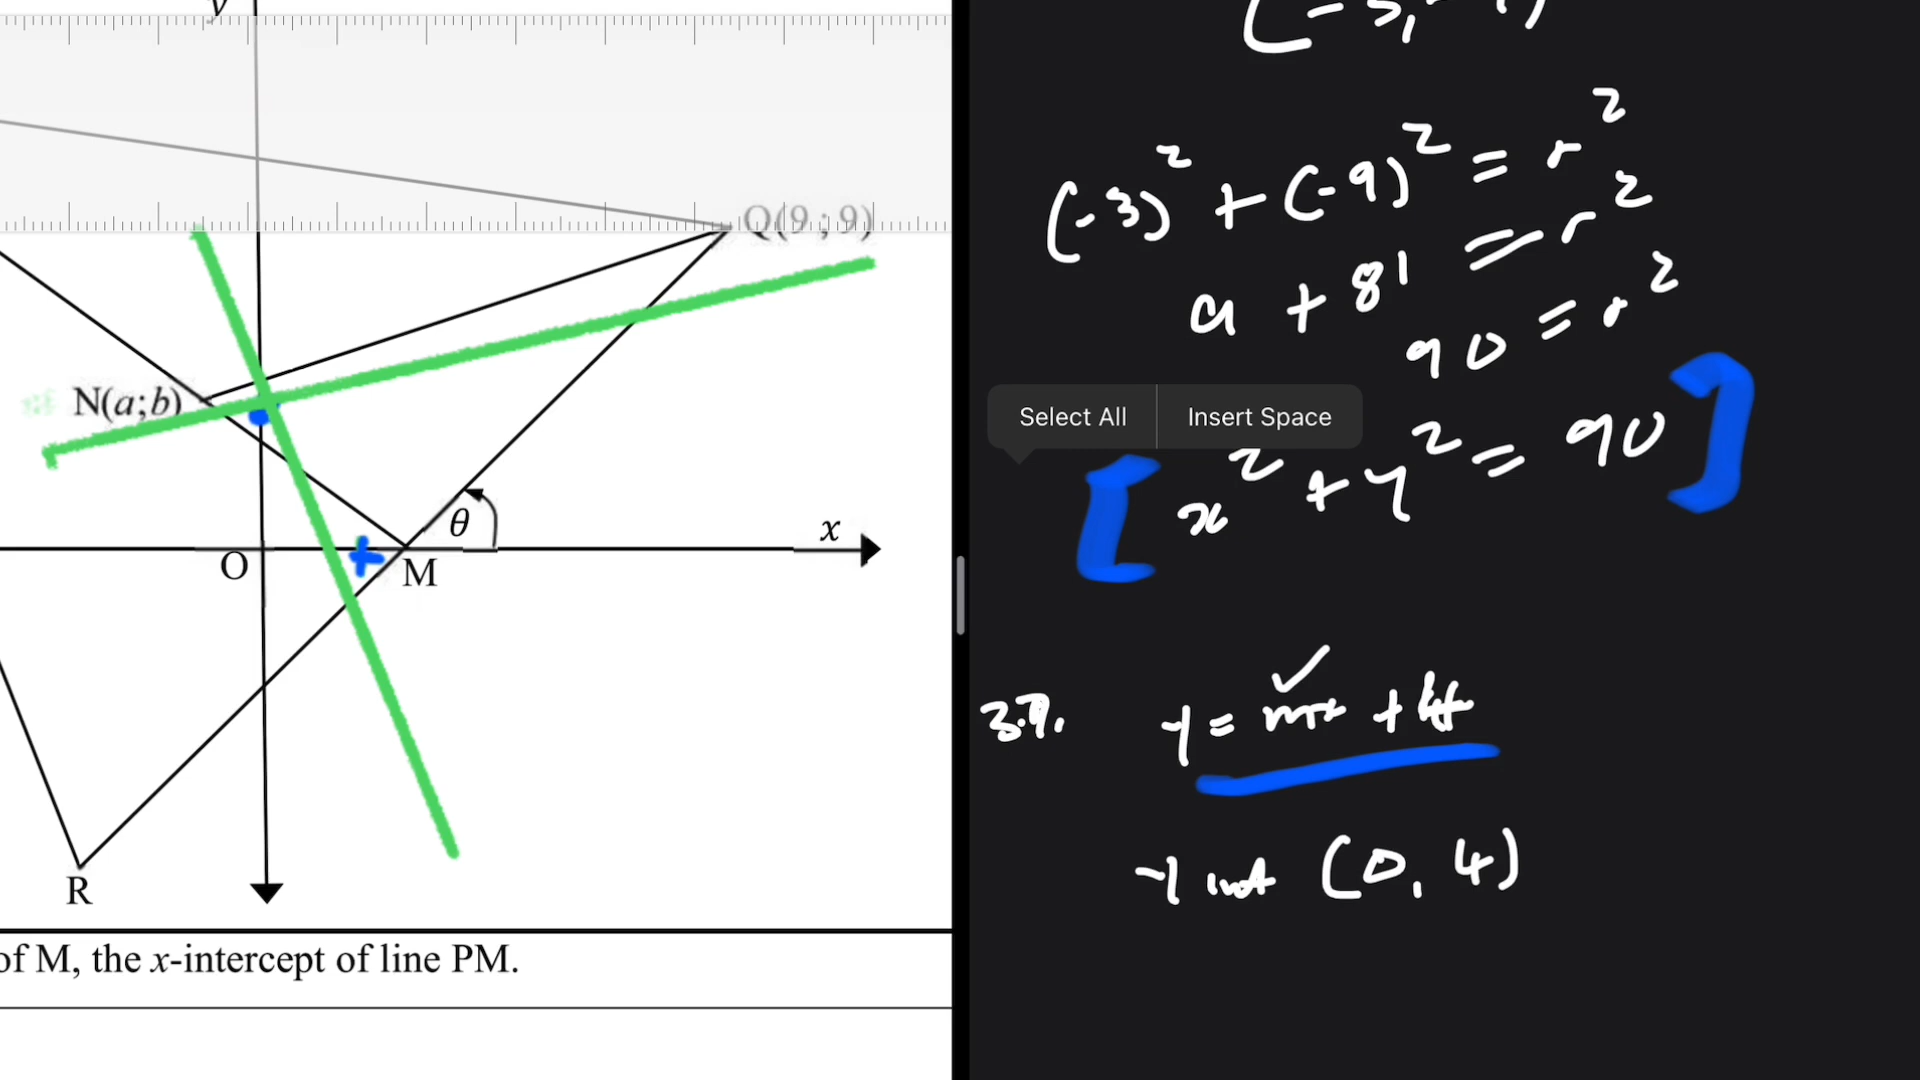 y
Q(9 ; 9)
N(a;b)
θ
x
O
M
R
of M, the x-intercept of line PM.
(-3)² + (-9)² = r²
9 + 81 = r²
90 = r²
Select All
Insert Space
[x² + y² = 90]
3.7. y = mx +
y int (0, 4)